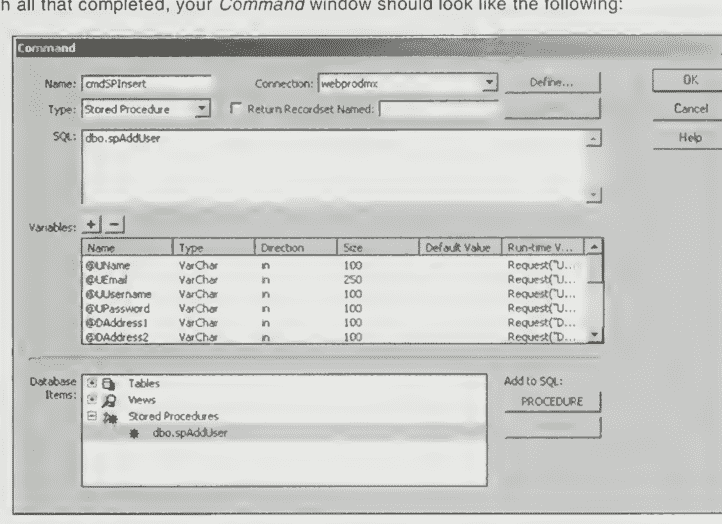 h all that completed, your Command window should look like the following:
Command
Name: cmdSPInsert Connection: webprodmx Define... OK
Type: Stored Procedure Return Recordset Named: Cancel
SQL: dbo.spAddUser Help
Variables: + -
Name Type Direction Size Default Value Run-time V...
@UName VarChar in 100 Request("U...
@UEmail VarChar in 250 Request("U...
@UUsername VarChar in 100 Request("U...
@UPassword VarChar in 100 Request("U...
@DAddress1 VarChar in 100 Request("D...
@DAddress2 VarChar in 100 Request("D...
Database Items: Tables Add to SQL:
Views PROCEDURE
Stored Procedures
dbo.spAddUser